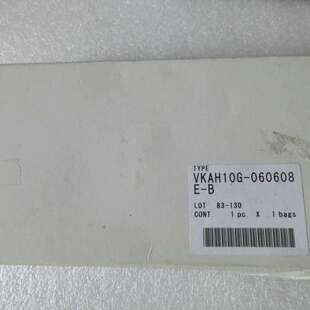 TYPE
VKAH10G-060608
E-B
LOT 83-130
CONT. 1 pc. X 1 bags